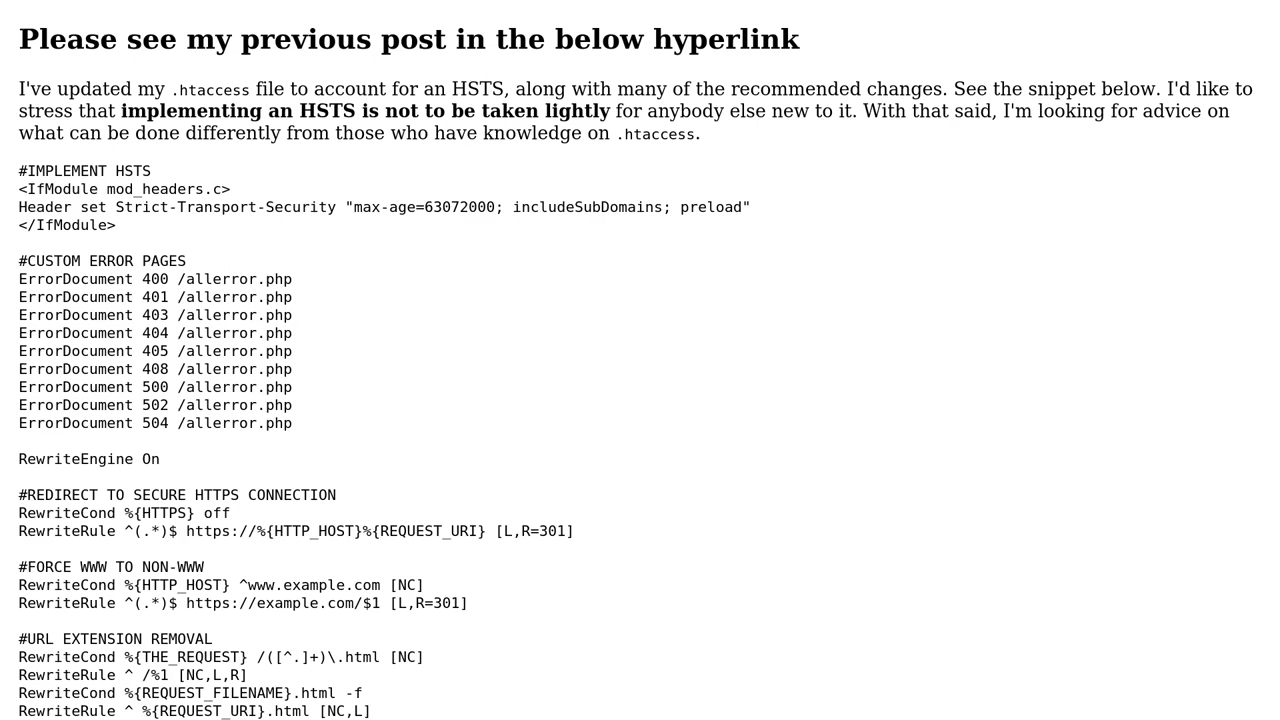 Please see my previous post in the below hyperlink
I've updated my .htaccess file to account for an HSTS, along with many of the recommended changes. See the snippet below. I'd like to
stress that implementing an HSTS is not to be taken lightly for anybody else new to it. With that said, I'm looking for advice on
what can be done differently from those who have knowledge on .htaccess.
#IMPLEMENT HSTS
<IfModule mod_headers.c>
Header set Strict-Transport-Security "max-age=63072000; includeSubDomains; preload"
</IfModule>
#CUSTOM ERROR PAGES
ErrorDocument 400 /allerror.php
ErrorDocument 401 /allerror.php
ErrorDocument 403 /allerror.php
ErrorDocument 404 /allerror.php
ErrorDocument 405 /allerror.php
ErrorDocument 408 /allerror.php
ErrorDocument 500 /allerror.php
ErrorDocument 502 /allerror.php
ErrorDocument 504 /allerror.php
RewriteEngine On
#REDIRECT TO SECURE HTTPS CONNECTION
RewriteCond %{HTTPS} off
RewriteRule ^(.*)$ https://%{HTTP_HOST}%{REQUEST_URI} [L,R=301]
#FORCE WWW TO NON-WWW
RewriteCond %{HTTP_HOST} ^www.example.com [NC]
RewriteRule ^(.*)$ https://example.com/$1 [L,R=301]
#URL EXTENSION REMOVAL
RewriteCond %{THE_REQUEST} /([^.]+)\.html [NC]
RewriteRule ^ /%1 [NC,L,R]
RewriteCond %{REQUEST_FILENAME}.html -f
RewriteRule ^ %{REQUEST_URI}.html [NC,L]